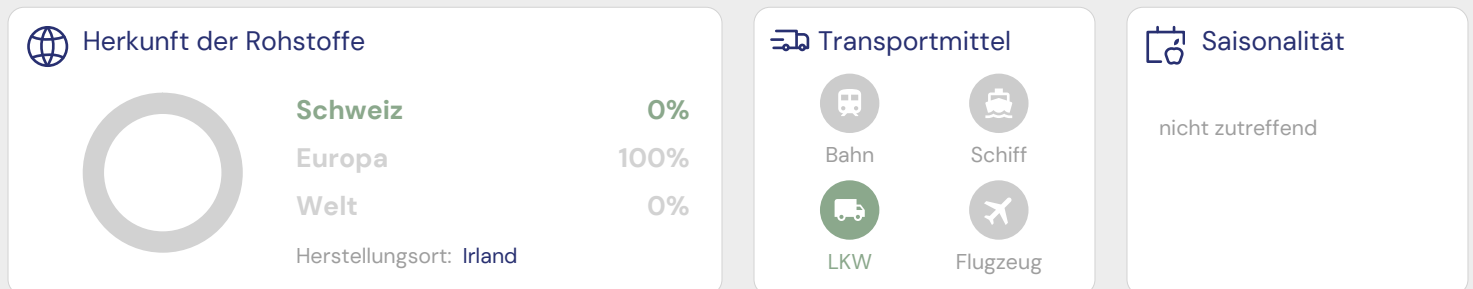 Herkunft der Rohstoffe
Schweiz 0%
Europa 100%
Welt 0%
Herstellungsort: Irland
Transportmittel
Bahn Schiff
LKW Flugzeug
Saisonalität
nicht zutreffend